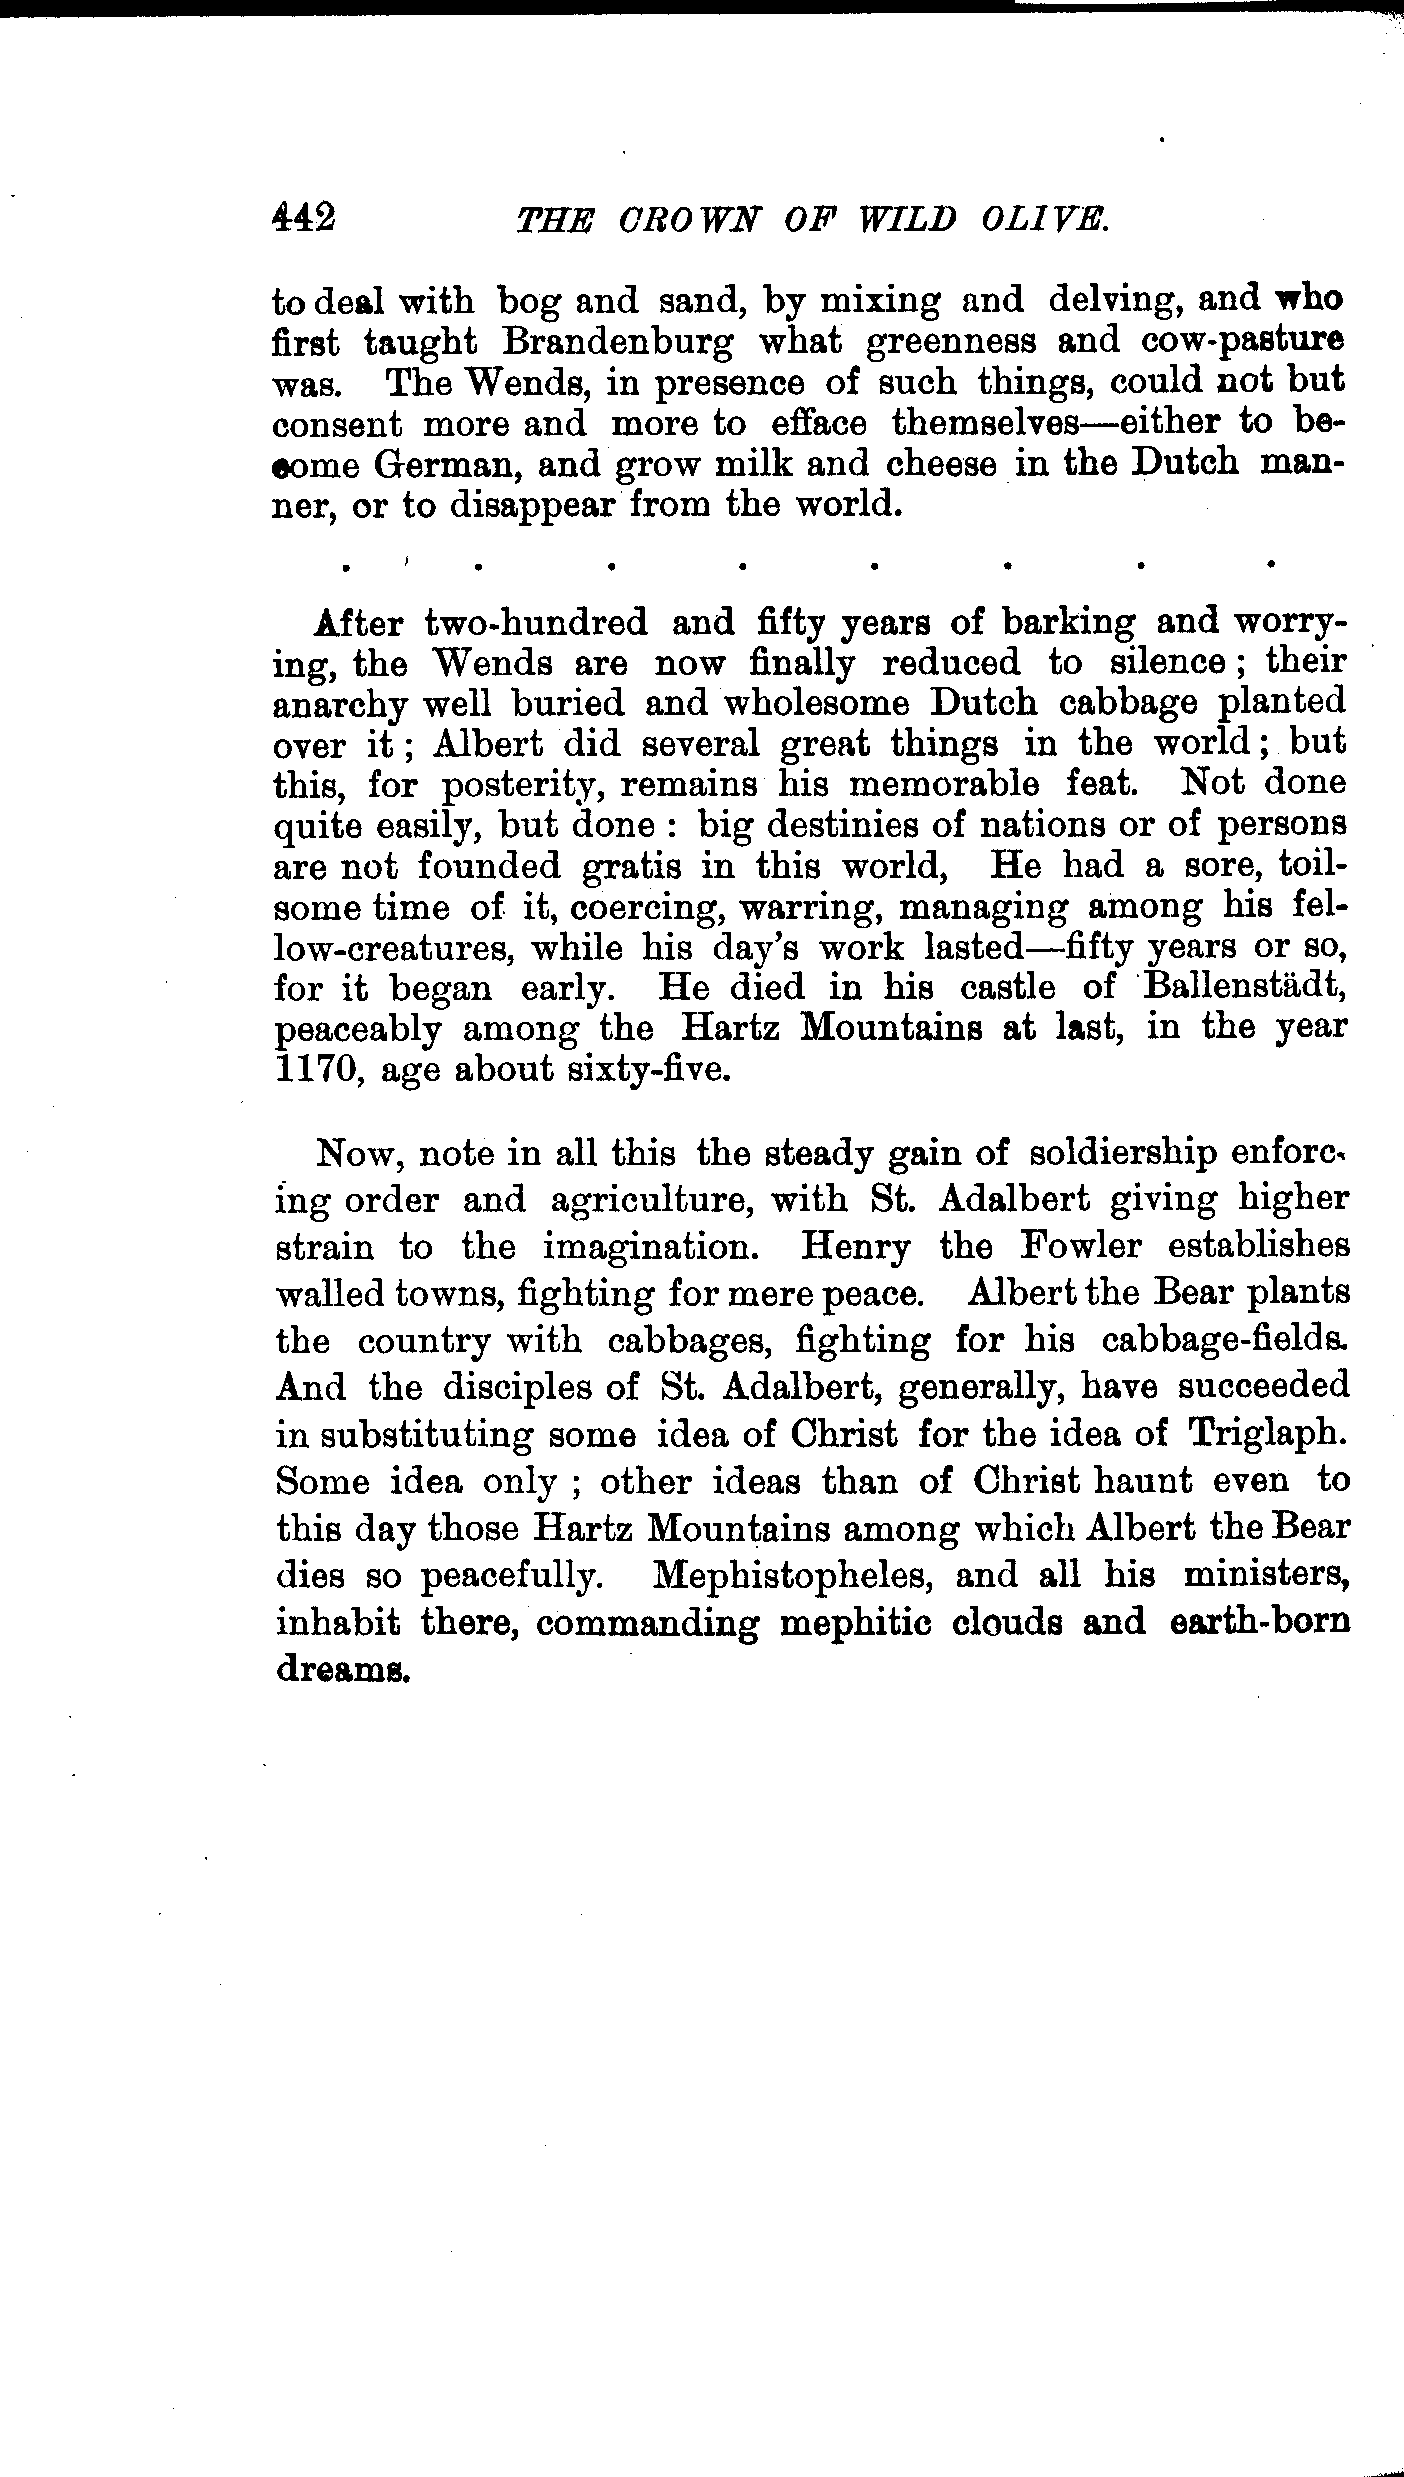 442 THE CROWN OF WILD OLIVE.
to deal with bog and sand, by mixing and delving, and who
first taught Brandenburg what greenness and cow-pasture
was. The Wends, in presence of such things, could not but
consent more and more to efface themselves—either to be-
come German, and grow milk and cheese in the Dutch man-
ner, or to disappear from the world.
. . . . . . . .
After two-hundred and fifty years of barking and worry-
ing, the Wends are now finally reduced to silence; their
anarchy well buried and wholesome Dutch cabbage planted
over it; Albert did several great things in the world; but
this, for posterity, remains his memorable feat. Not done
quite easily, but done: big destinies of nations or of persons
are not founded gratis in this world, He had a sore, toil-
some time of it, coercing, warring, managing among his fel-
low-creatures, while his day's work lasted—fifty years or so,
for it began early. He died in his castle of Ballenstädt,
peaceably among the Hartz Mountains at last, in the year
1170, age about sixty-five.
Now, note in all this the steady gain of soldiership enforc-
ing order and agriculture, with St. Adalbert giving higher
strain to the imagination. Henry the Fowler establishes
walled towns, fighting for mere peace. Albert the Bear plants
the country with cabbages, fighting for his cabbage-fields.
And the disciples of St. Adalbert, generally, have succeeded
in substituting some idea of Christ for the idea of Triglaph.
Some idea only; other ideas than of Christ haunt even to
this day those Hartz Mountains among which Albert the Bear
dies so peacefully. Mephistopheles, and all his ministers,
inhabit there, commanding mephitic clouds and earth-born
dreams.